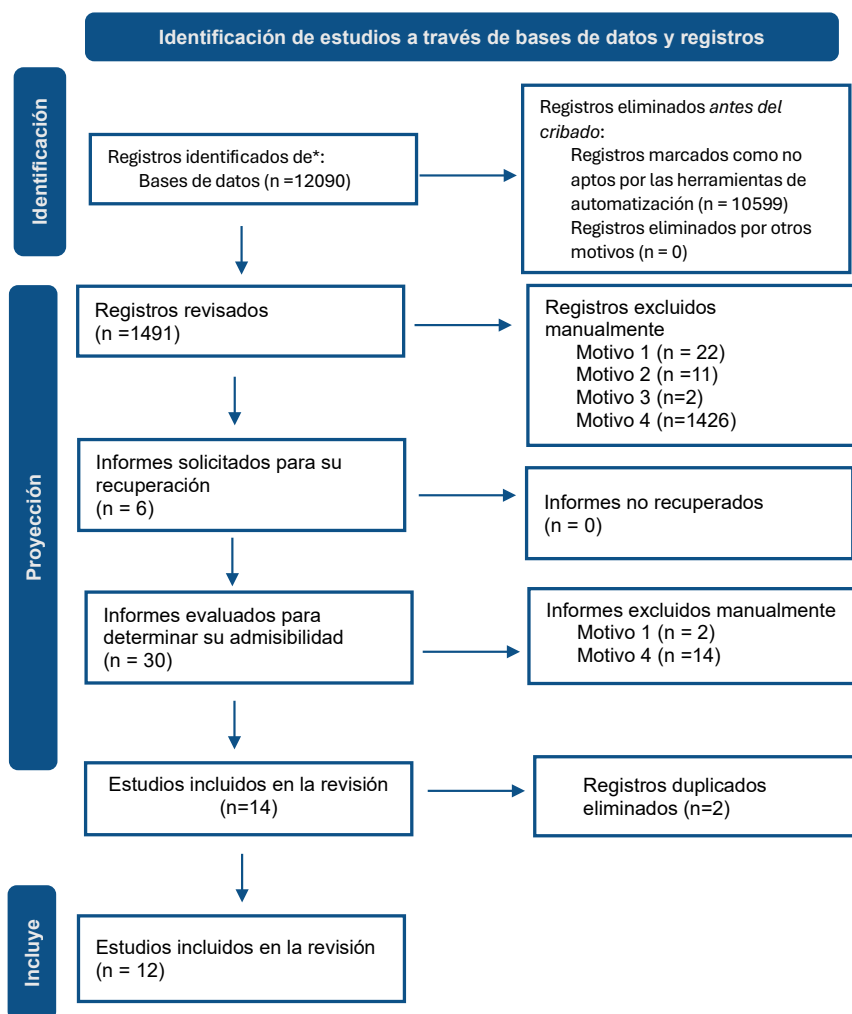 Identificación de estudios a través de bases de datos y registros
Identificación
Registros identificados de*:
Bases de datos (n =12090)
Registros eliminados antes del
cribado:
Registros marcados como no
aptos por las herramientas de
automatización (n = 10599)
Registros eliminados por otros
motivos (n = 0)
Proyección
Registros revisados
(n =1491)
Registros excluidos
manualmente
Motivo 1 (n = 22)
Motivo 2 (n =11)
Motivo 3 (n=2)
Motivo 4 (n=1426)
Informes solicitados para su
recuperación
(n = 6)
Informes no recuperados
(n = 0)
Informes evaluados para
determinar su admisibilidad
(n = 30)
Informes excluidos manualmente
Motivo 1 (n = 2)
Motivo 4 (n =14)
Estudios incluidos en la revisión
(n=14)
Registros duplicados
eliminados (n=2)
Incluye
Estudios incluidos en la revisión
(n = 12)